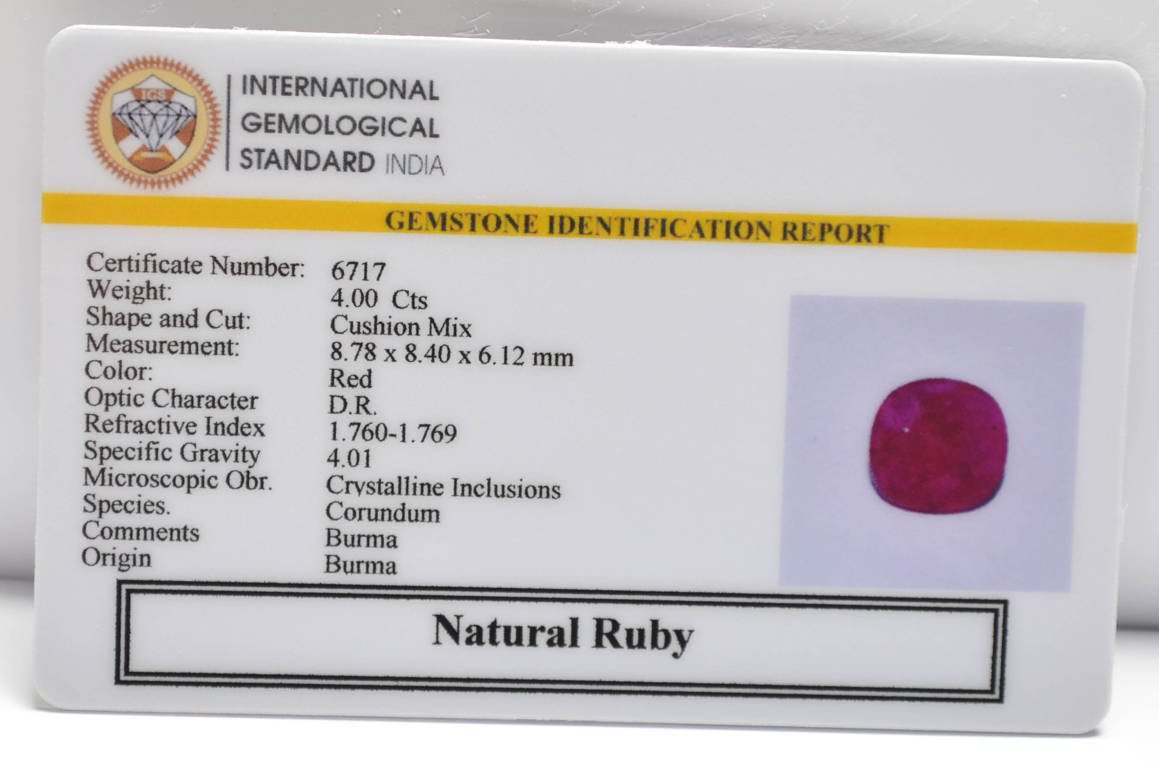 IGS
INTERNATIONAL
GEMOLOGICAL
STANDARD INDIA
GEMSTONE IDENTIFICATION REPORT
Certificate Number: 6717
Weight: 4.00 Cts
Shape and Cut: Cushion Mix
Measurement: 8.78 x 8.40 x 6.12 mm
Color: Red
Optic Character D.R.
Refractive Index 1.760-1.769
Specific Gravity 4.01
Microscopic Obr. Crystalline Inclusions
Species. Corundum
Comments Burma
Origin Burma
Natural Ruby